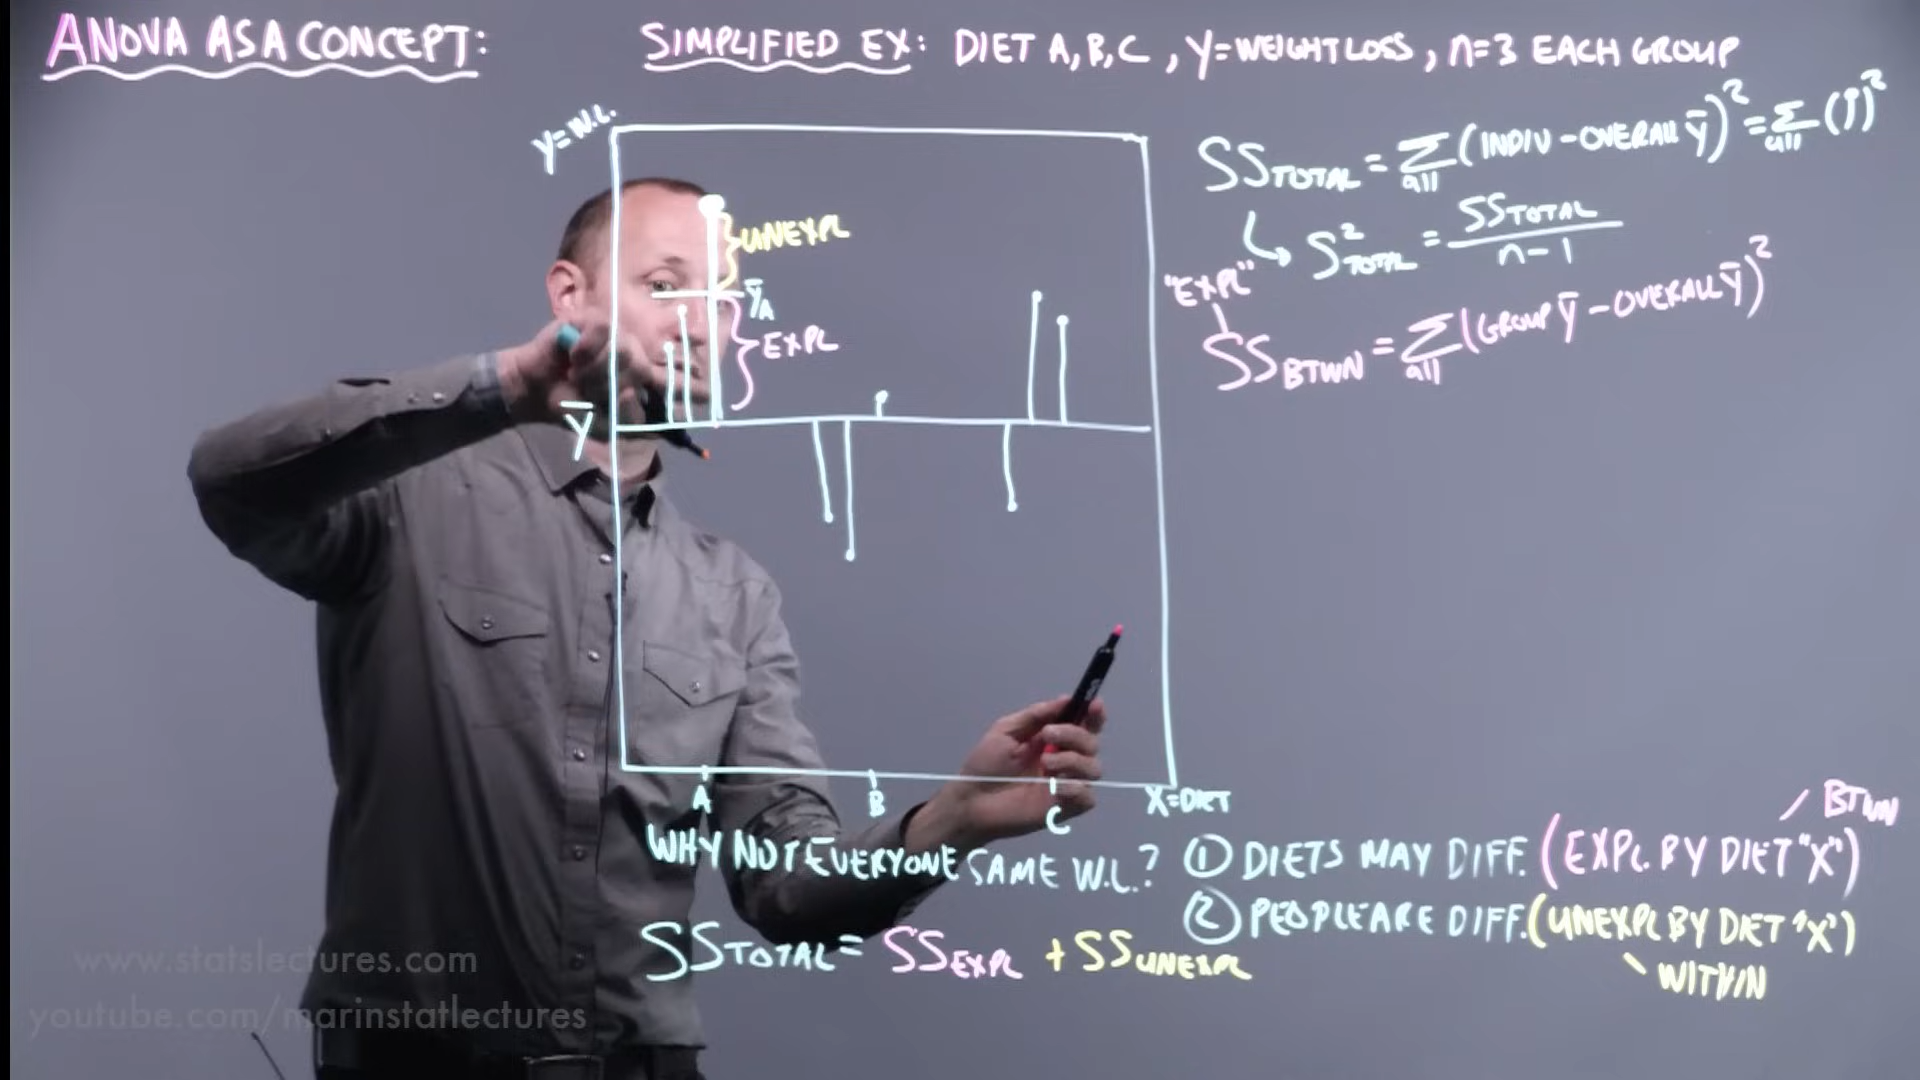 ANOVA AS A CONCEPT:
SIMPLIFIED EX: DIET A, B, C, Y=WEIGHT LOSS, n=3 EACH GROUP
Y=W.L.
UNEXPL
ȲA
EXPL
Ȳ
A
B
C
X=DIET
SSTOTAL = Σall (INDIV - OVERALL Ȳ)² = Σall (|)²
S²TOTAL = SSTOTAL / n-1
"EXPL"
SSBTWN = Σall (GROUP Ȳ - OVERALL Ȳ)²
WHY NOT EVERYONE SAME W.L.?
① DIETS MAY DIFF. (EXPL. BY DIET "X")
BTWN
② PEOPLE ARE DIFF. (UNEXPL BY DIET "X")
WITHIN
SSTOTAL = SSEXPL + SSUNEXPL
www.statslectures.com
youtube.com/marinstatlectures